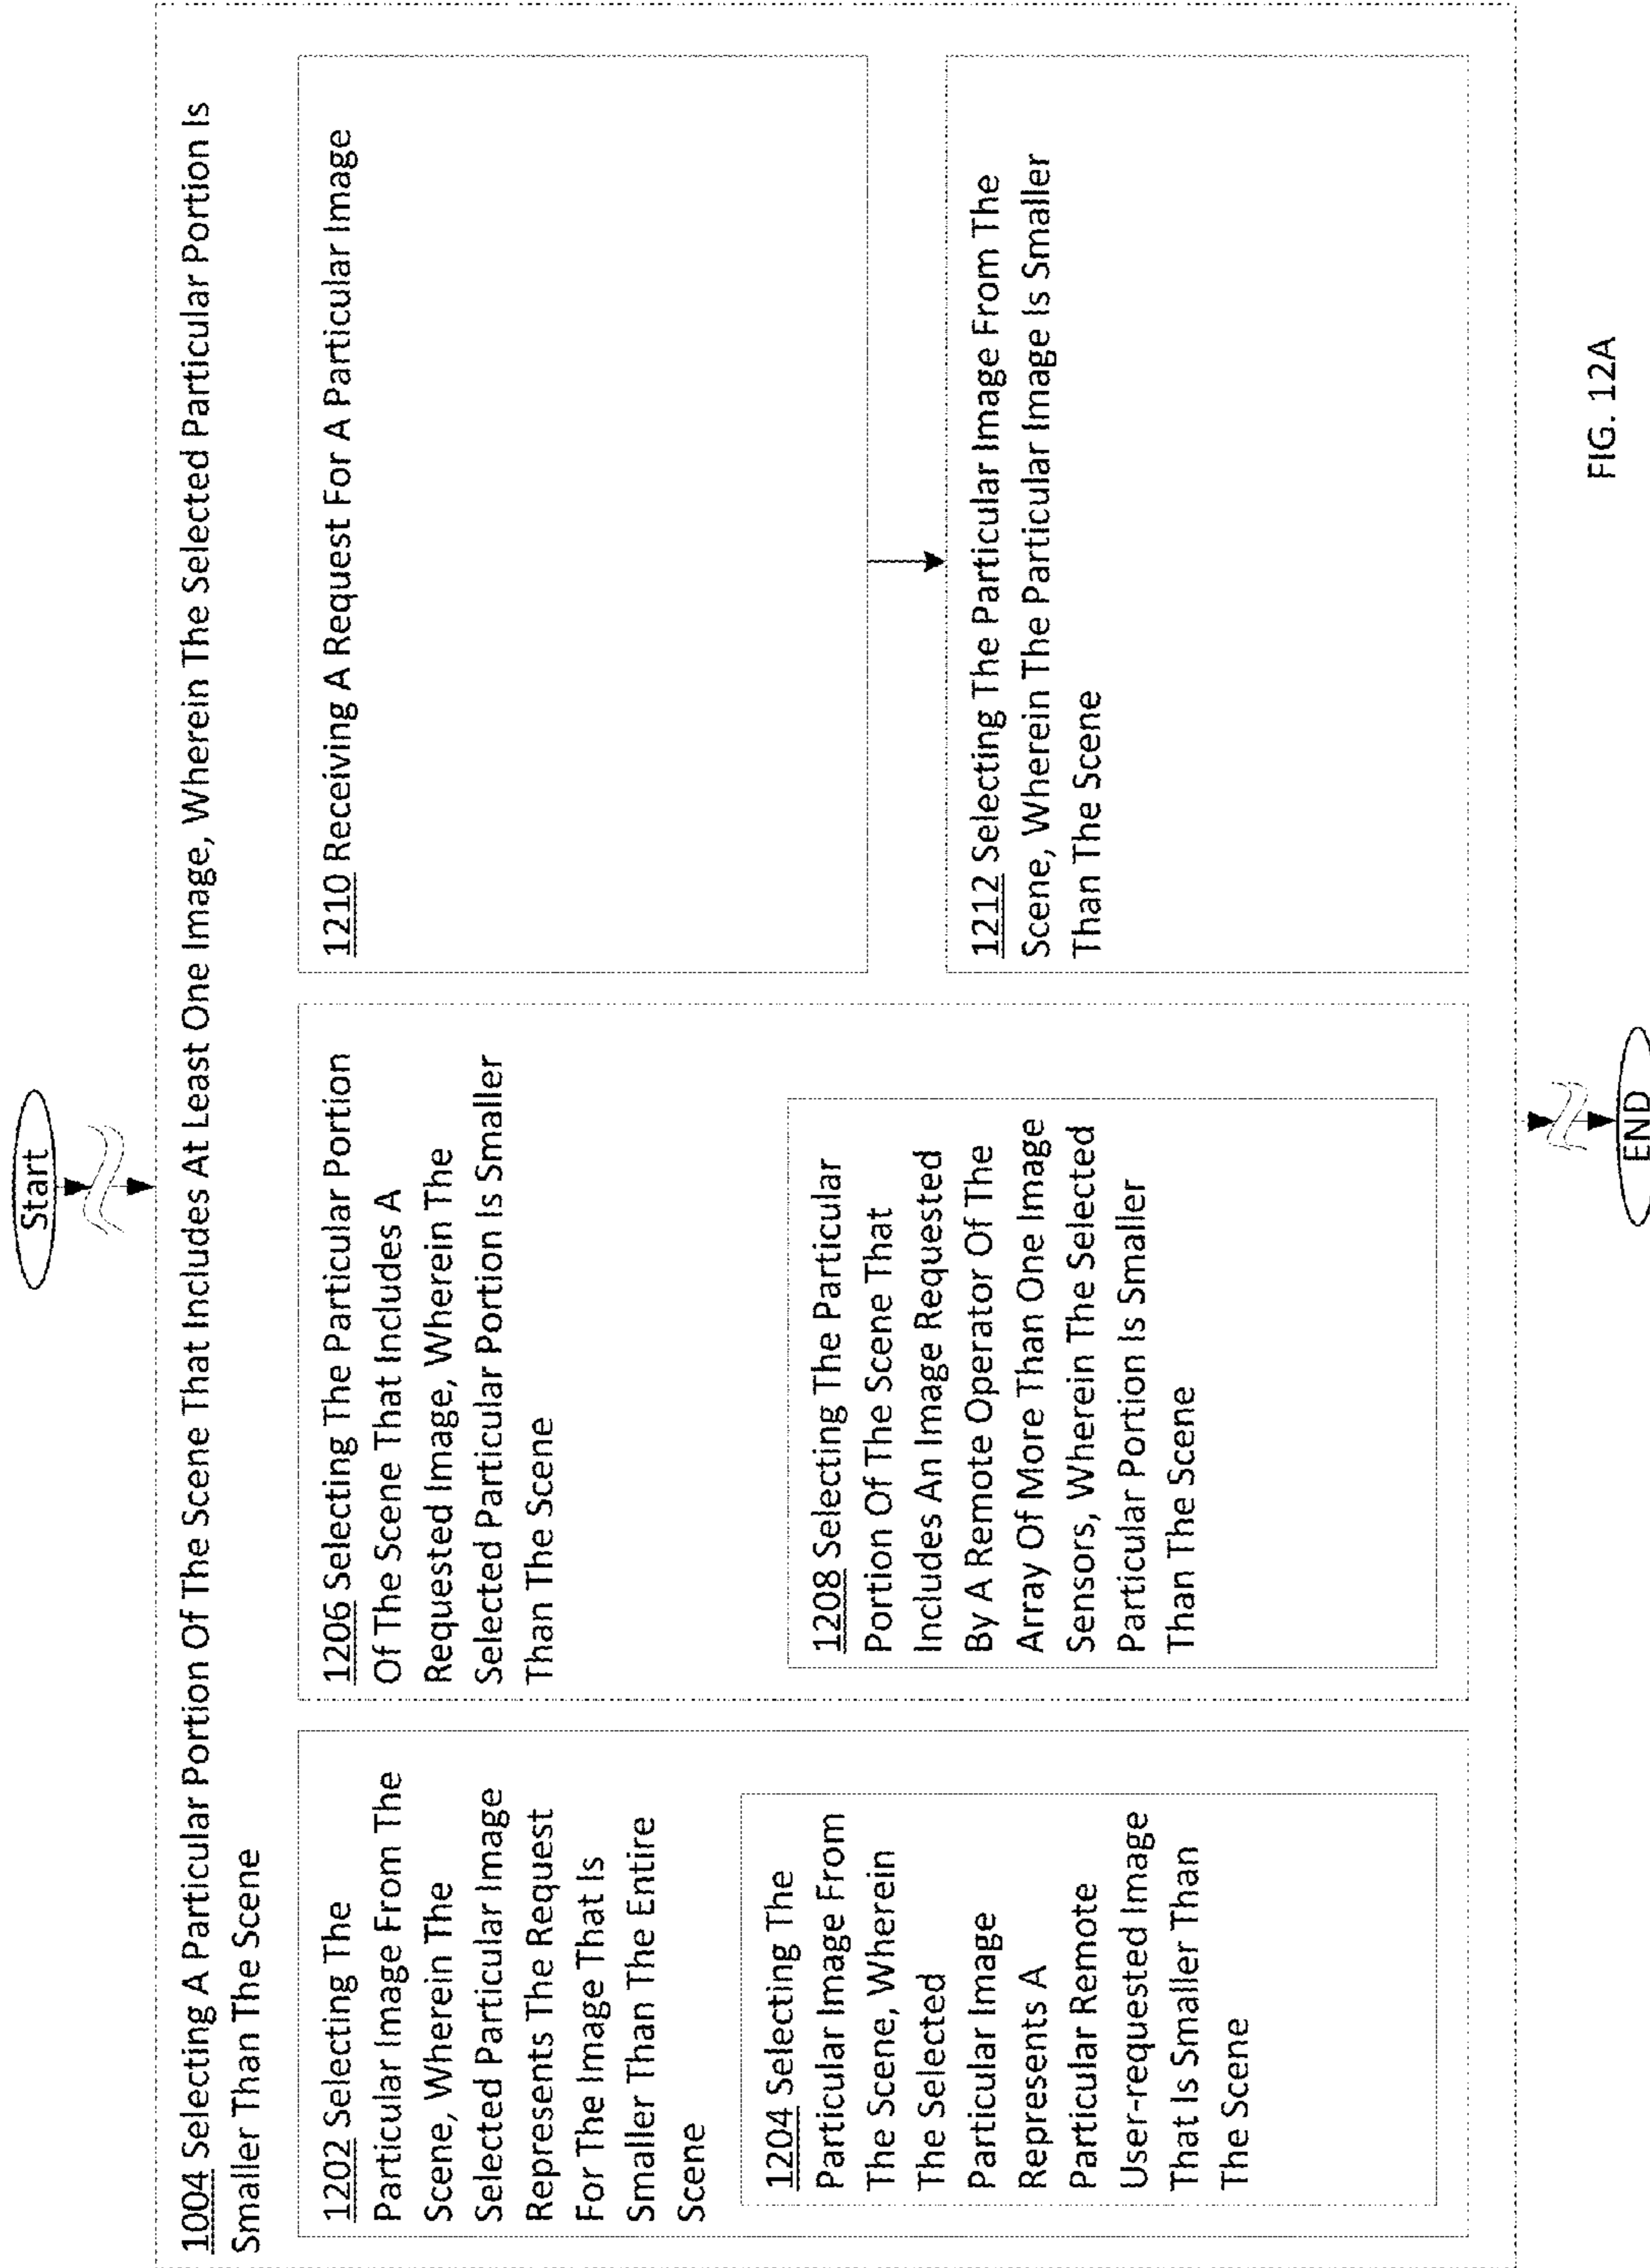 Start
1004 Selecting A Particular Portion Of The Scene That Includes At Least One Image, Wherein The Selected Particular Portion Is
Smaller Than The Scene
1202 Selecting The
Particular Image From The
Scene, Wherein The
Selected Particular Image
Represents The Request
For The Image That Is
Smaller Than The Entire
Scene
1204 Selecting The
Particular Image From
The Scene, Wherein
The Selected
Particular Image
Represents A
Particular Remote
User-requested Image
That Is Smaller Than
The Scene
1206 Selecting The Particular Portion
Of The Scene That Includes A
Requested Image, Wherein The
Selected Particular Portion Is Smaller
Than The Scene
1208 Selecting The Particular
Portion Of The Scene That
Includes An Image Requested
By A Remote Operator Of The
Array Of More Than One Image
Sensors, Wherein The Selected
Particular Portion Is Smaller
Than The Scene
1210 Receiving A Request For A Particular Image
1212 Selecting The Particular Image From The
Scene, Wherein The Particular Image Is Smaller
Than The Scene
END
FIG. 12A